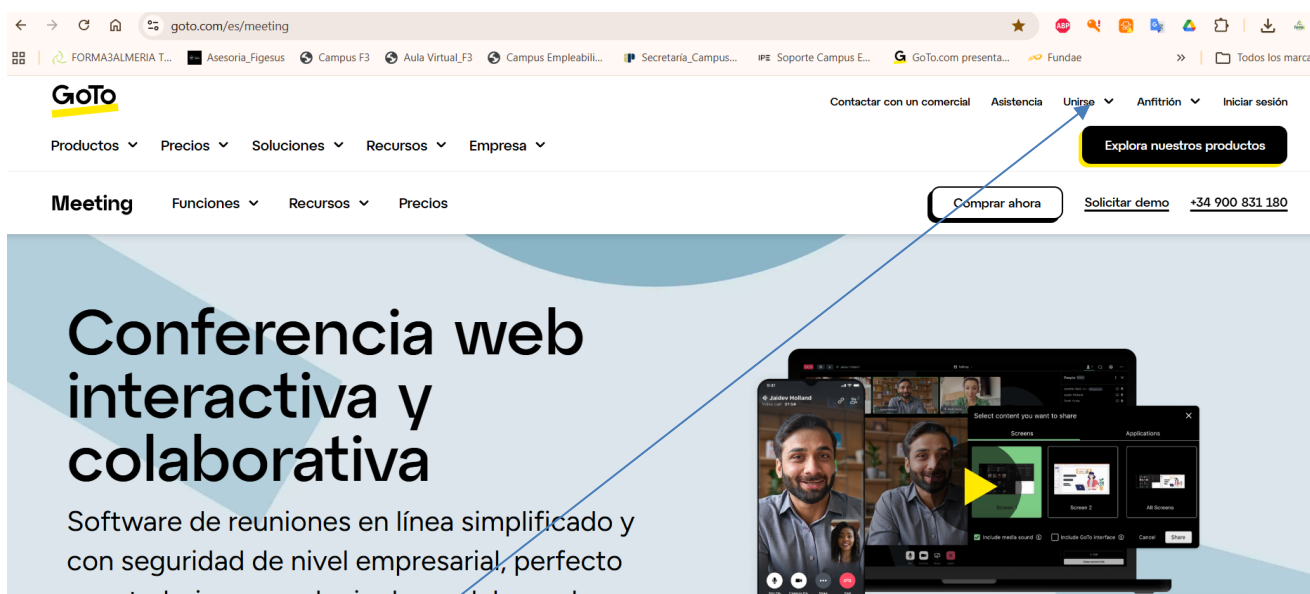 goto.com/es/meeting
ABP
FORMA3ALMERIA T... Asesoria_Figesus Campus F3 Aula Virtual_F3 Campus Empleabili... Secretaría_Campus... IPE Soporte Campus E... G GoTo.com presenta... Fundae » Todos los marca
GoTo
Contactar con un comercial Asistencia Unirse Anfitrión Iniciar sesión
Productos Precios Soluciones Recursos Empresa
Explora nuestros productos
Meeting Funciones Recursos Precios Comprar ahora Solicitar demo +34 900 831 180
Conferencia web
interactiva y
colaborativa
Software de reuniones en línea simplificado y
con seguridad de nivel empresarial, perfecto
Jaidev Holland
Select content you want to share
Screens Applications
Screen 2 All Screens
Include media sound Include GoTo interface Cancel Share